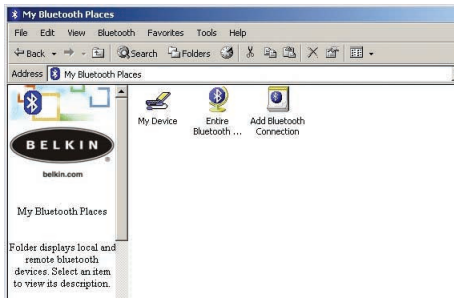 My Bluetooth Places
File Edit View Bluetooth Favorites Tools Help
Back Search Folders
Address My Bluetooth Places
BELKIN
belkin.com
My Bluetooth Places
Folder displays local and
remote bluetooth
devices. Select an item
to view its description.
My Device
Entire
Bluetooth ...
Add Bluetooth
Connection